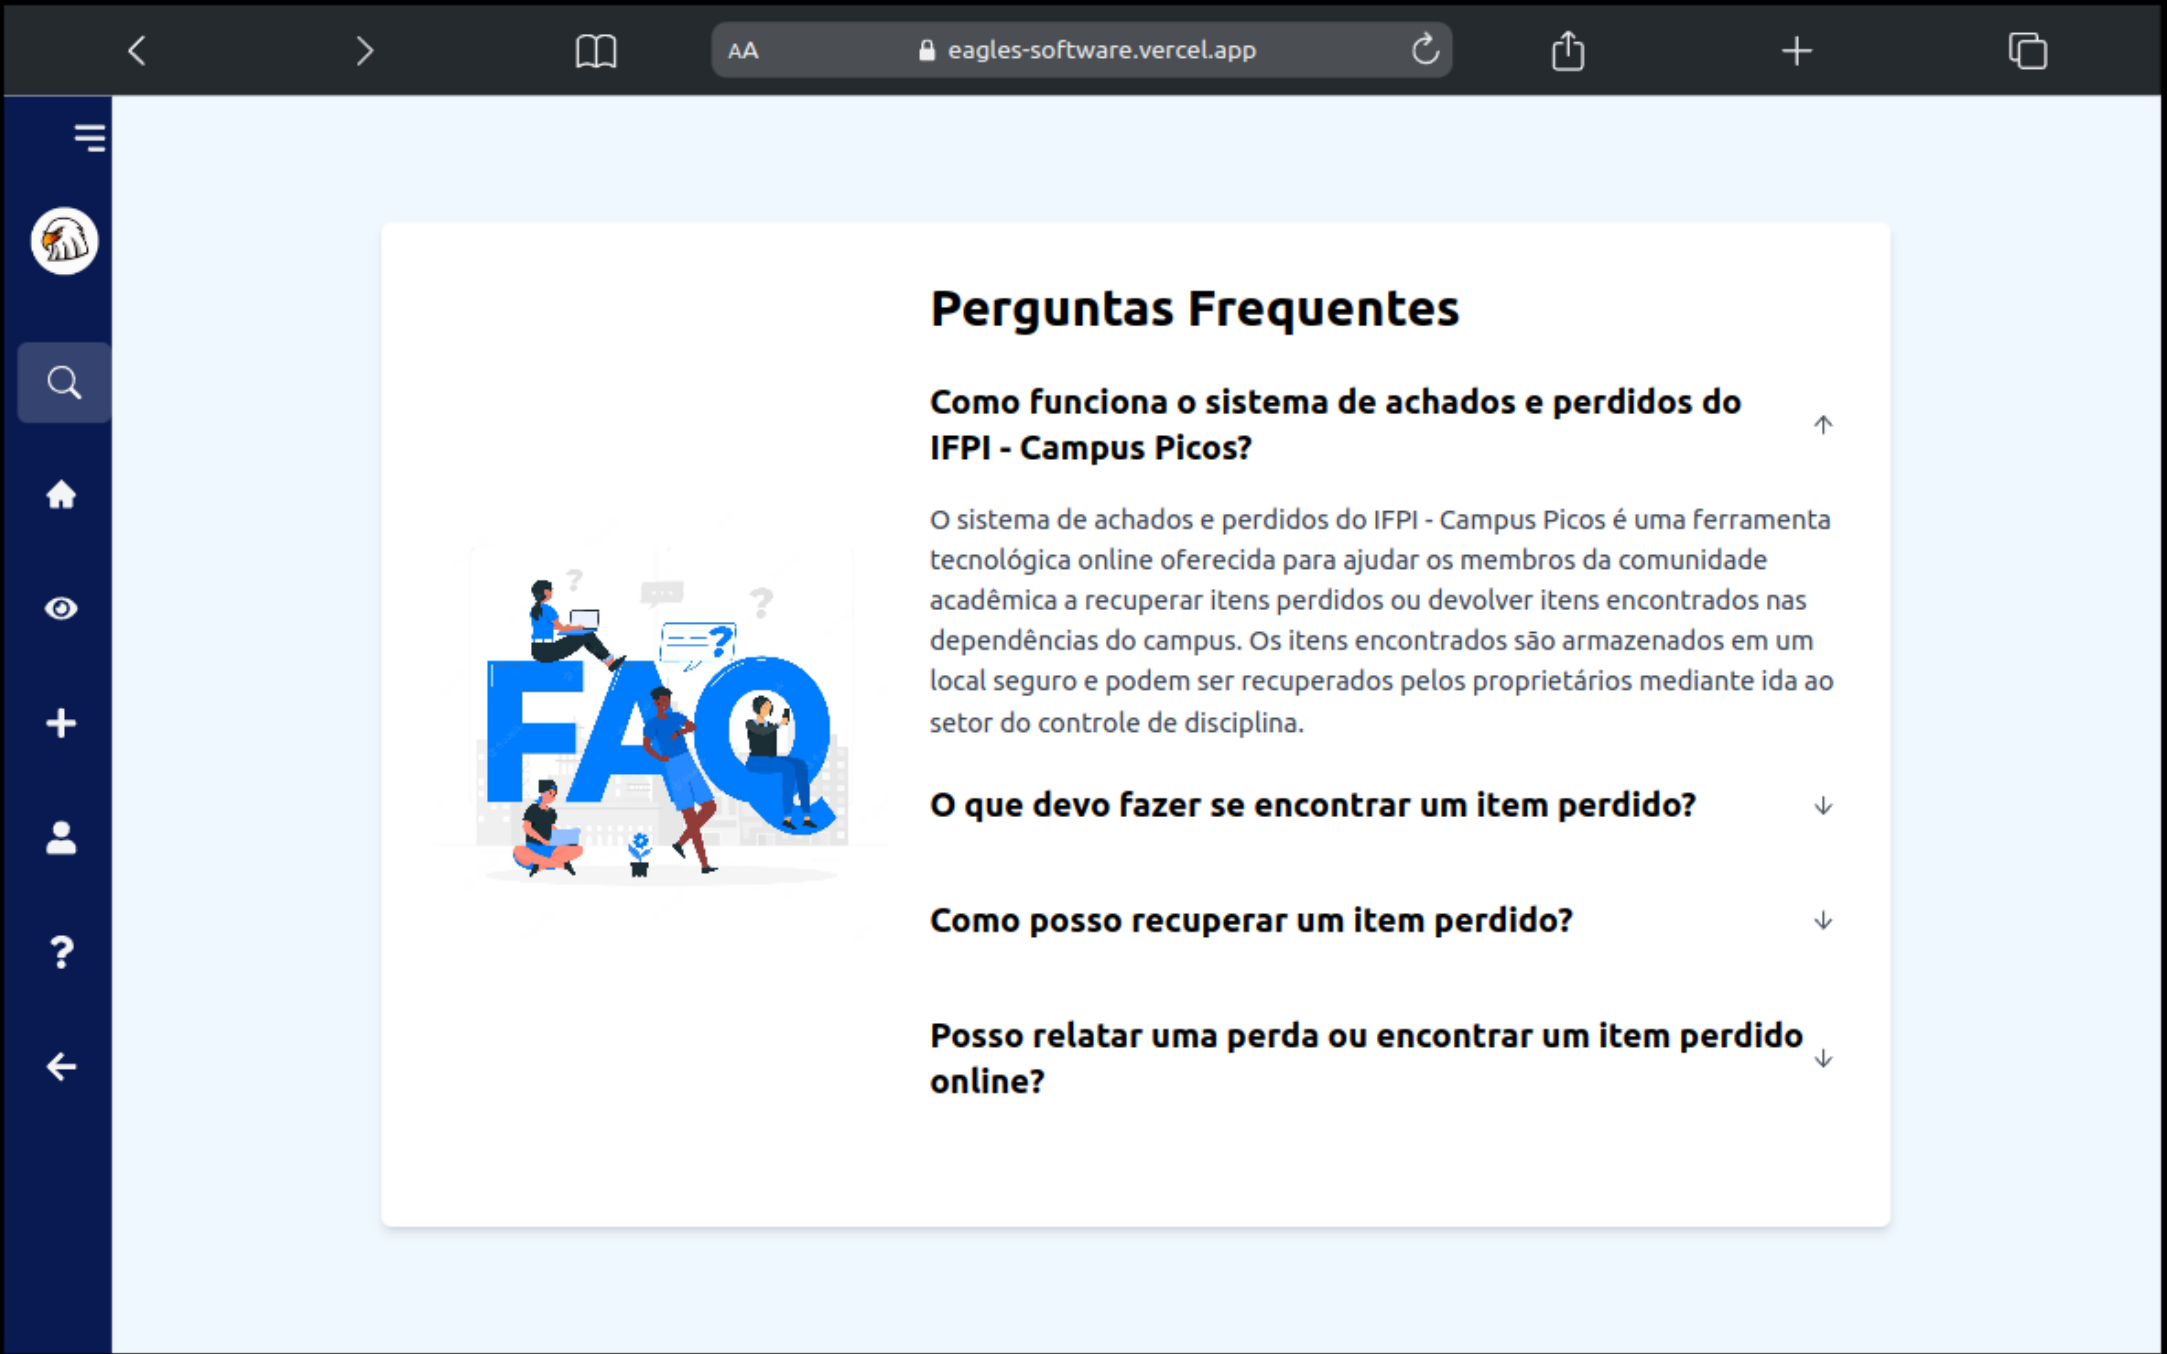 AA
eagles-software.vercel.app
Perguntas Frequentes
Como funciona o sistema de achados e perdidos do
IFPI - Campus Picos?
O sistema de achados e perdidos do IFPI - Campus Picos é uma ferramenta
tecnológica online oferecida para ajudar os membros da comunidade
acadêmica a recuperar itens perdidos ou devolver itens encontrados nas
dependências do campus. Os itens encontrados são armazenados em um
local seguro e podem ser recuperados pelos proprietários mediante ida ao
setor do controle de disciplina.
FAQ
O que devo fazer se encontrar um item perdido?
Como posso recuperar um item perdido?
Posso relatar uma perda ou encontrar um item perdido
online?